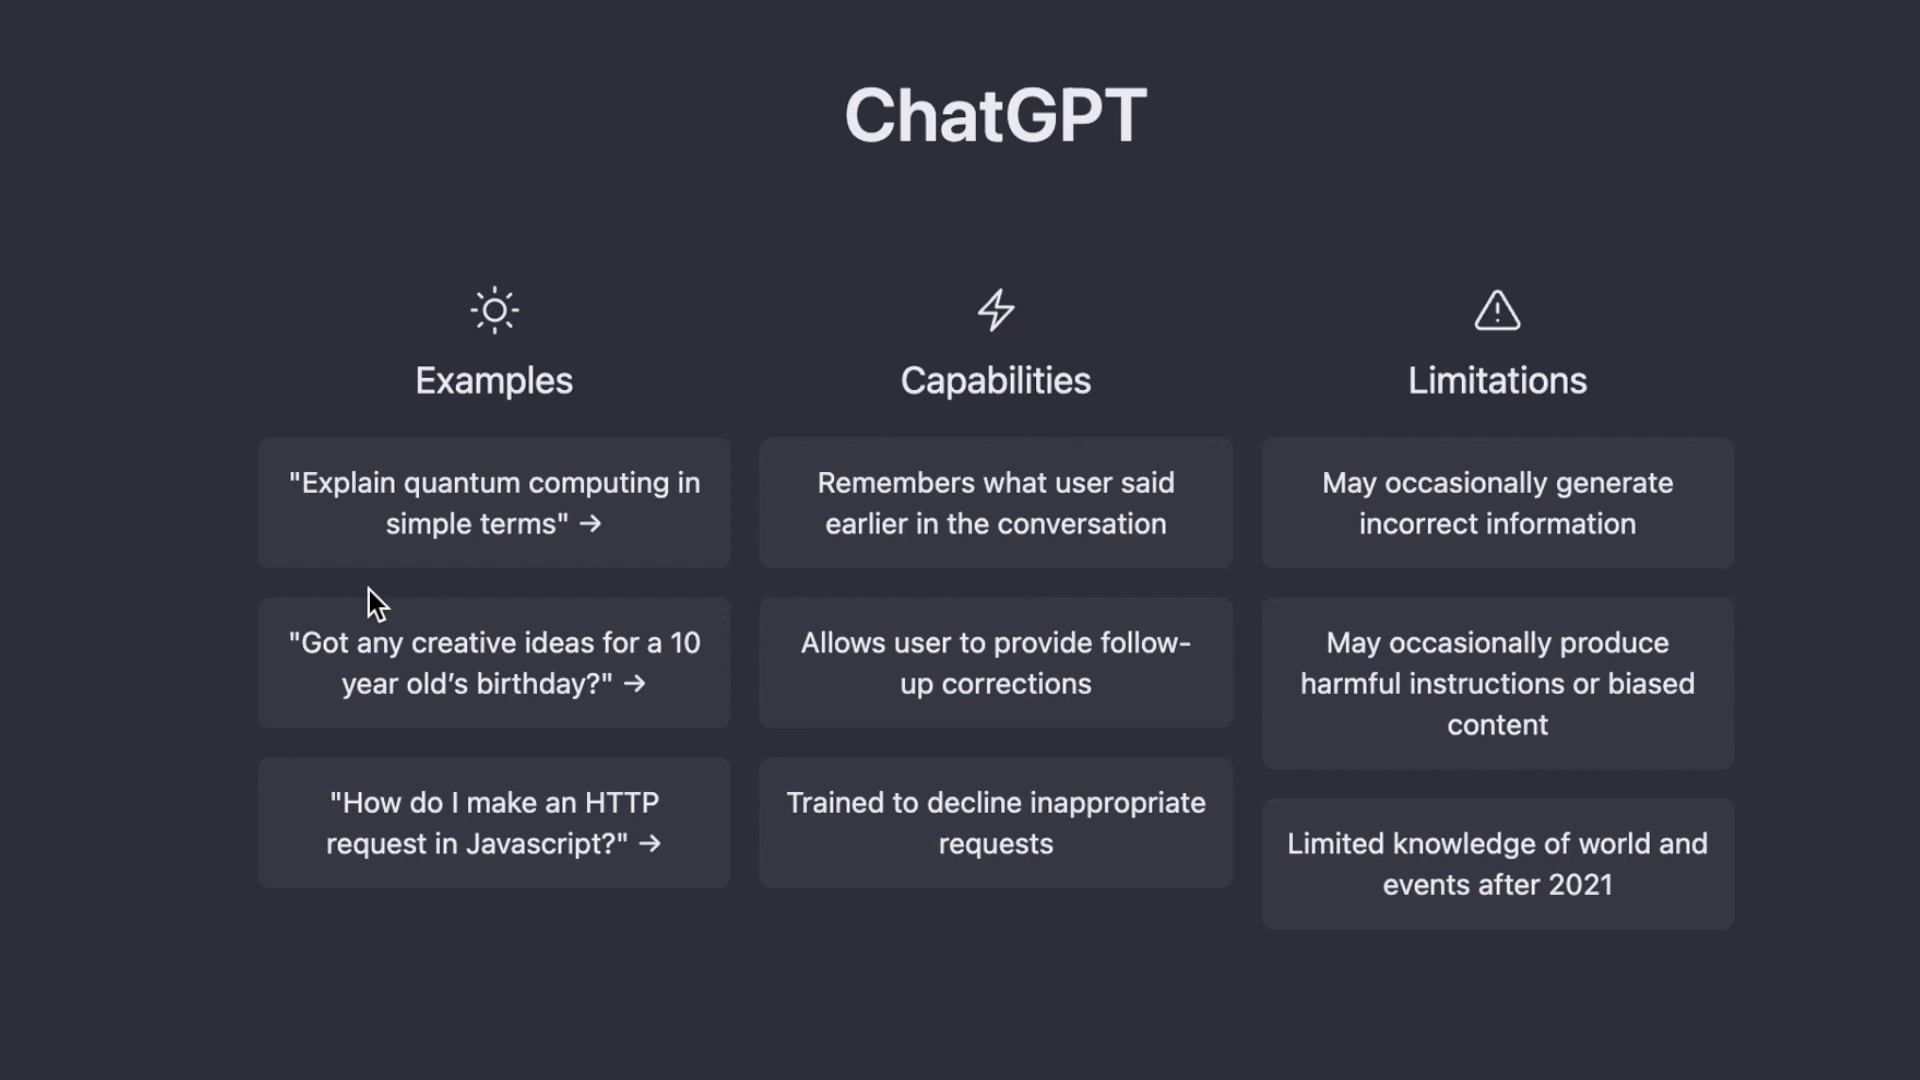 ChatGPT
Examples
"Explain quantum computing in
simple terms" →
"Got any creative ideas for a 10
year old’s birthday?" →
"How do I make an HTTP
request in Javascript?" →
Capabilities
Remembers what user said
earlier in the conversation
Allows user to provide follow-
up corrections
Trained to decline inappropriate
requests
Limitations
May occasionally generate
incorrect information
May occasionally produce
harmful instructions or biased
content
Limited knowledge of world and
events after 2021